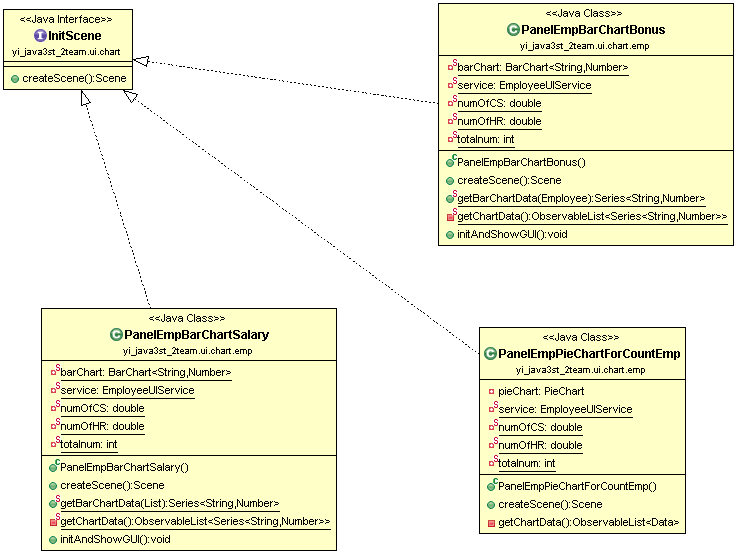 <<Java Interface>>
InitScene
yi_java3st_2team.ui.chart
createScene():Scene
<<Java Class>>
PanelEmpBarChartBonus
yi_java3st_2team.ui.chart.emp
barChart: BarChart<String,Number>
service: EmployeeUIService
numOfCS: double
numOfHR: double
totalnum: int
PanelEmpBarChartBonus()
createScene():Scene
getBarChartData(Employee):Series<String,Number>
getChartData():ObservableList<Series<String,Number>>
initAndShowGUI():void
<<Java Class>>
PanelEmpBarChartSalary
yi_java3st_2team.ui.chart.emp
barChart: BarChart<String,Number>
service: EmployeeUIService
numOfCS: double
numOfHR: double
totalnum: int
PanelEmpBarChartSalary()
createScene():Scene
getBarChartData(List):Series<String,Number>
getChartData():ObservableList<Series<String,Number>>
initAndShowGUI():void
<<Java Class>>
PanelEmpPieChartForCountEmp
yi_java3st_2team.ui.chart.emp
pieChart: PieChart
service: EmployeeUIService
numOfCS: double
numOfHR: double
totalnum: int
PanelEmpPieChartForCountEmp()
createScene():Scene
getChartData():ObservableList<Data>